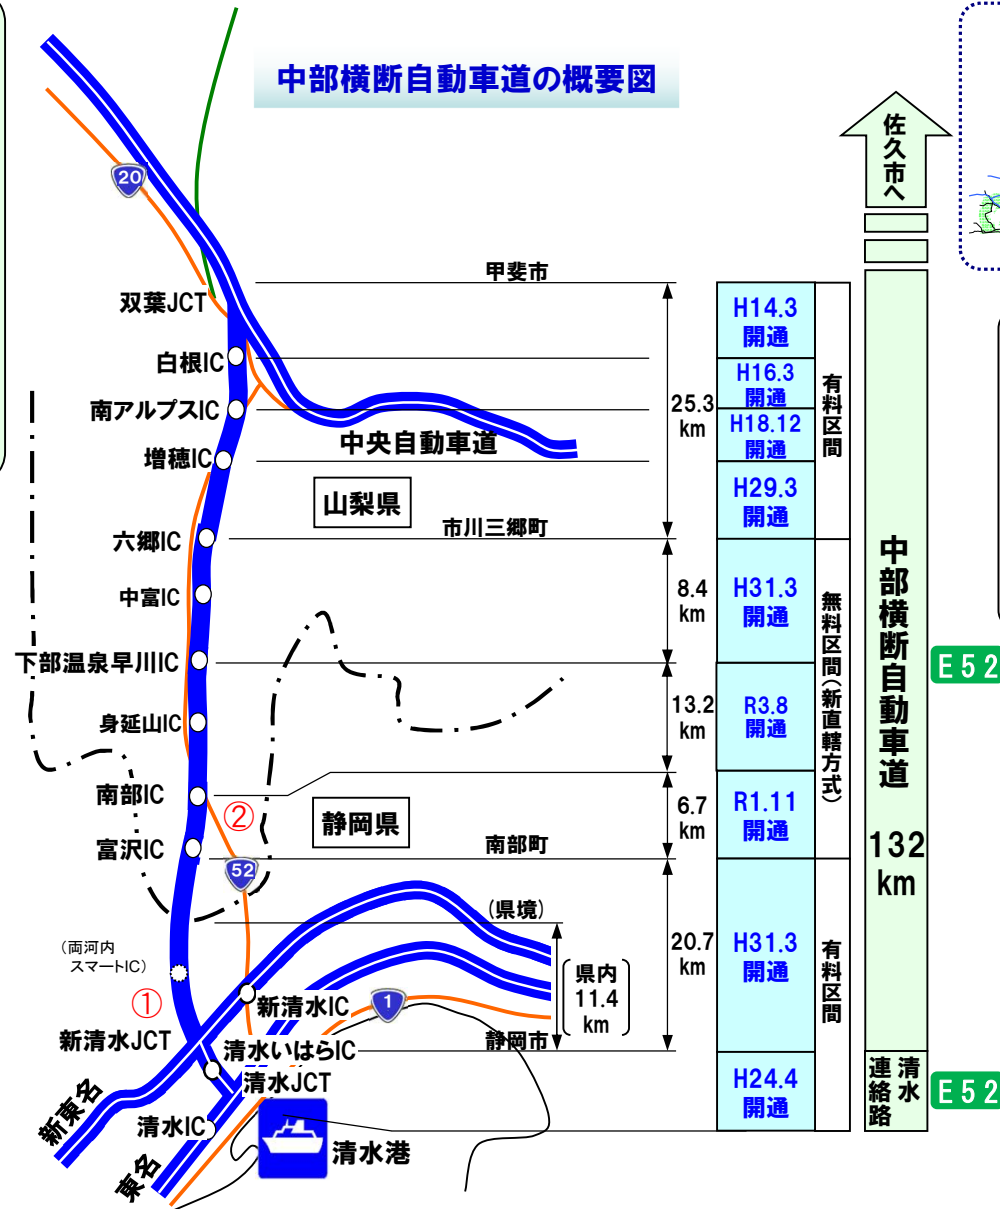 中部横断自動車道の概要図
佐久市へ
20
甲斐市
双葉JCT
白根IC
南アルプスIC
増穂IC
中央自動車道
山梨県
市川三郷町
六郷IC
中富IC
下部温泉早川IC
身延山IC
南部IC
②
静岡県
富沢IC
南部町
52
(県境)
(両河内
スマートIC)
①
新清水IC
1
県内
11.4
km
新清水JCT
静岡市
清水いはらIC
清水JCT
新東名
清水IC
東名
清水港
25.3
km
8.4
km
13.2
km
6.7
km
20.7
km
H14.3
開通
H16.3
開通
H18.12
開通
H29.3
開通
H31.3
開通
R3.8
開通
R1.11
開通
H31.3
開通
H24.4
開通
有料区間
無料区間(新直轄方式)
有料区間
中部横断自動車道
132
km
清水
連絡路
E52
E52